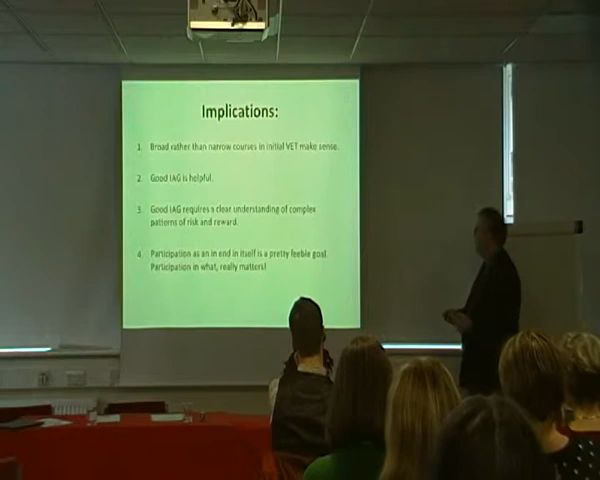 Implications:
1. Broad rather than narrow courses in initial VET make sense.
2. Good IAG is helpful.
3 Good IAG requires a clear understanding of complex
patterns of risk and reward.
4. Participation as an in end in itself is a pretty feeble goal.
Participation in what, really matters!